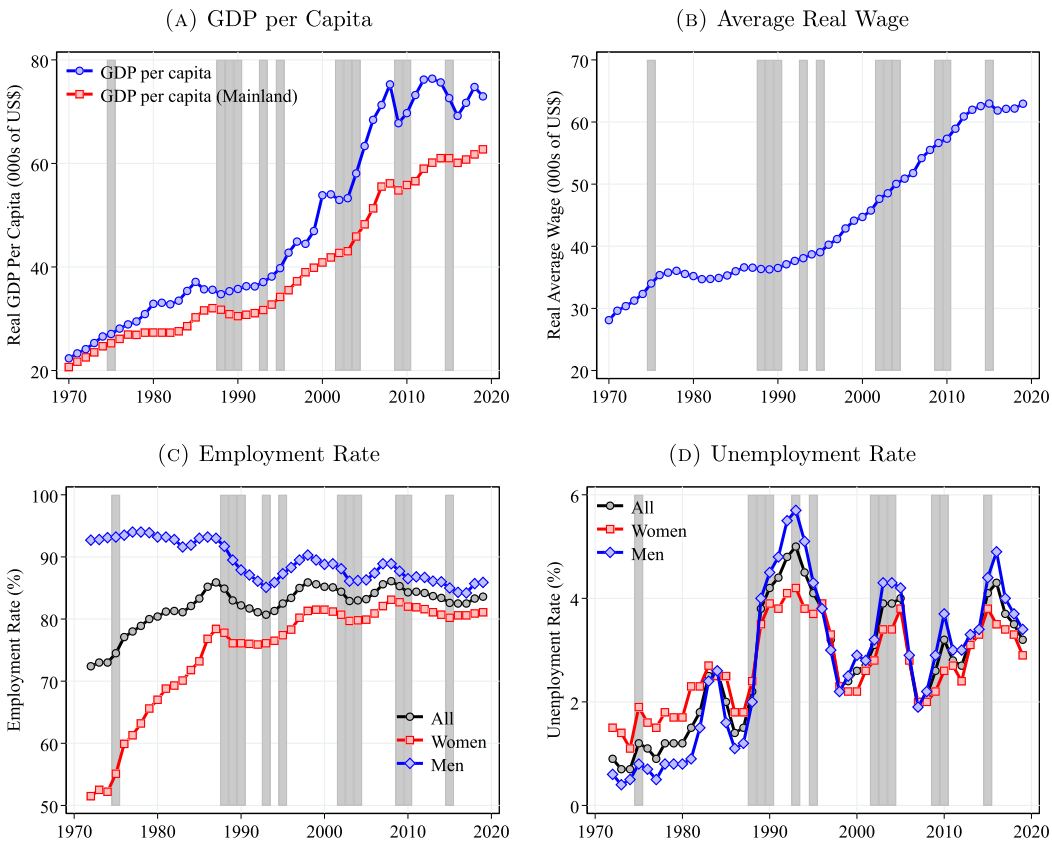 (A) GDP per Capita
Real GDP Per Capita (000s of US$)
80
60
40
20
GDP per capita
GDP per capita (Mainland)
1970 1980 1990 2000 2010 2020
(B) Average Real Wage
Real Average Wage (000s of US$)
70
60
50
40
30
20
1970 1980 1990 2000 2010 2020
(C) Employment Rate
Employment Rate (%)
100
90
80
70
60
50
All
Women
Men
1970 1980 1990 2000 2010 2020
(D) Unemployment Rate
Unenployment Rate (%)
6
4
2
0
All
Women
Men
1970 1980 1990 2000 2010 2020